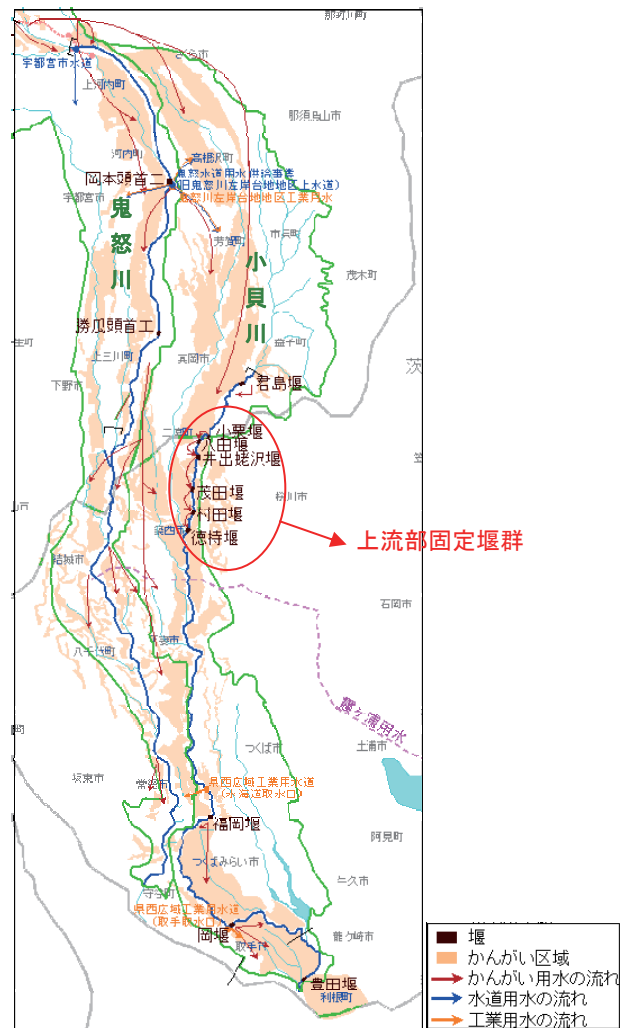 那珂川町
宇都宮市水道
さくら市
上河内町
那須烏山市
高根沢町
河内町
鬼怒水道用水供給事業
岡本頭首工
(旧鬼怒川左岸台地地区上水道)
宇都宮市
鬼怒川左岸台地地区工業用水
鬼怒川
芳賀町
市貝町
小貝川
茂木町
勝瓜頭首工
益子町
上三川町
真岡市
茨
下野市
君島堰
二宮町
小栗堰
八田堰
井出蛯沢堰
茂田堰
桜川市
村田堰
筑西市
徳持堰
上流部固定堰群
結城市
石岡市
下妻市
八千代町
霞ヶ浦用水
つくば市
土浦市
坂東市
常総市
県西広域工業用水道
(水海道取水口)
福岡堰
阿見町
つくばみらい市
牛久市
守谷町
県西広域工業用水道
(取手取水口)
岡堰
龍ケ崎市
取手市
豊田堰
利根町
堰
かんがい区域
かんがい用水の流れ
水道用水の流れ
工業用水の流れ